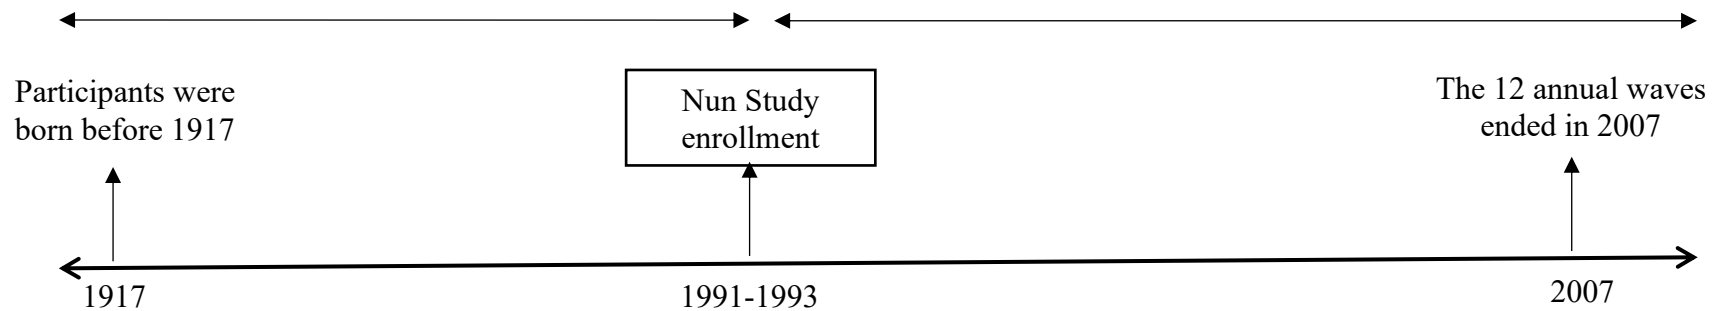 Participants were
born before 1917
Nun Study
enrollment
The 12 annual waves
ended in 2007
1917
1991-1993
2007